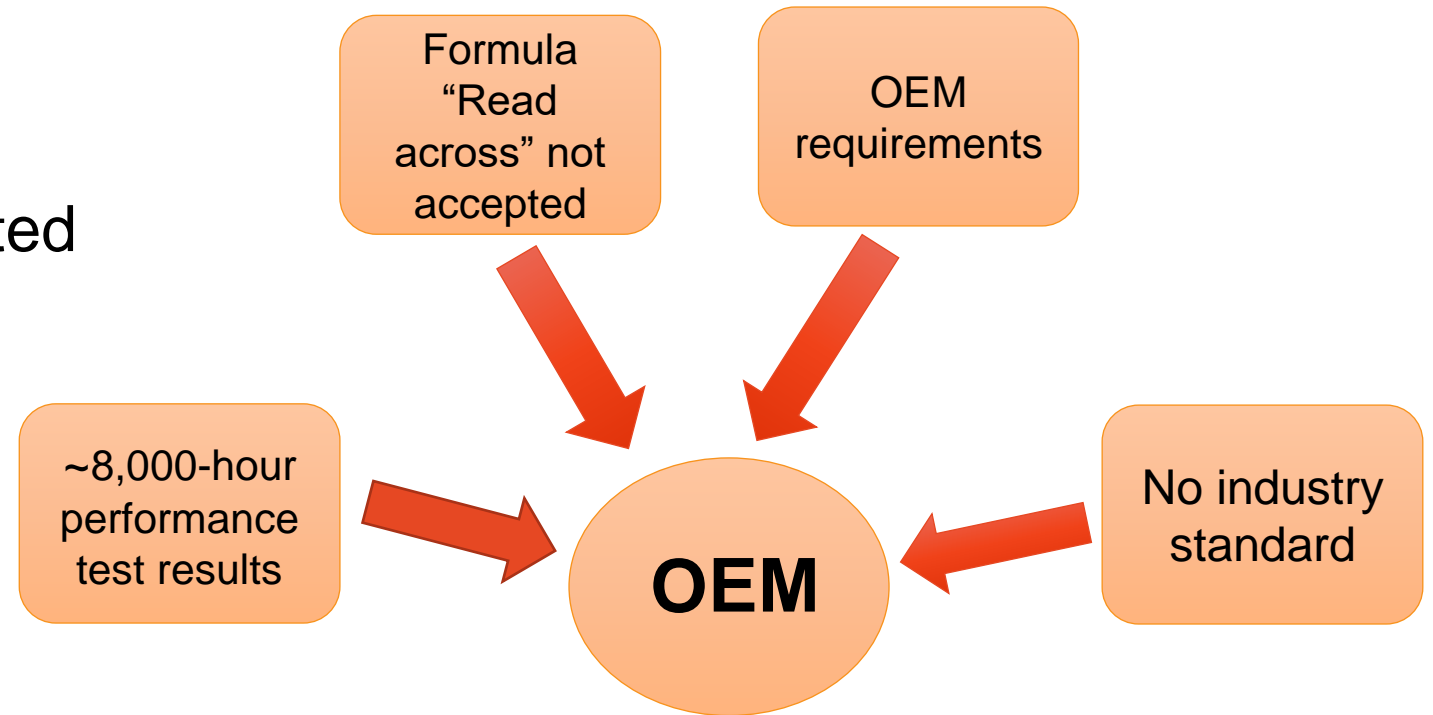 Formula
“Read
across” not
accepted
OEM
requirements
ted
~8,000-hour
performance
test results
No industry
standard
OEM